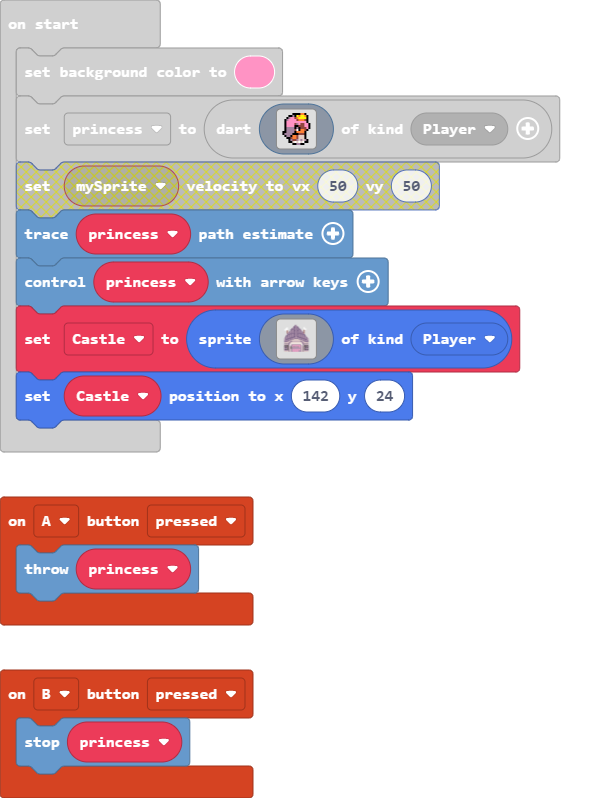 on start
set background color to
set princess to dart of kind Player
set mySprite velocity to vx 50 vy 50
trace princess path estimate
control princess with arrow keys
set Castle to sprite of kind Player
set Castle position to x 142 y 24
on A button pressed
throw princess
on B button pressed
stop princess